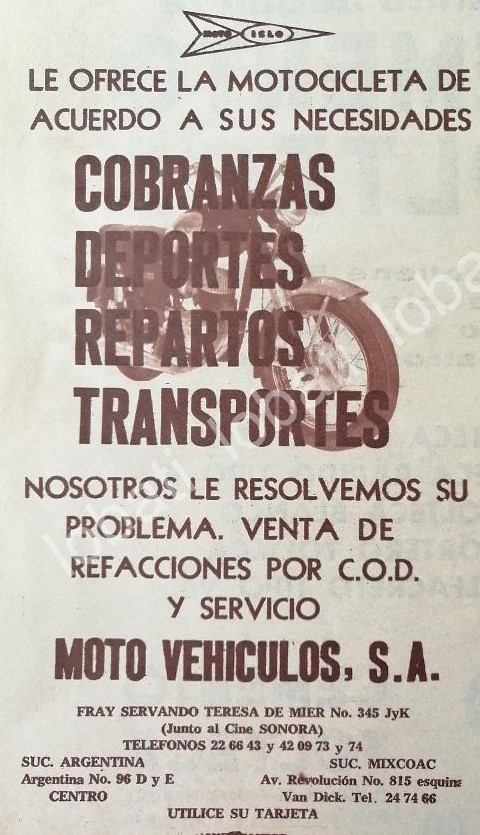 MOTO ISLO
LE OFRECE LA MOTOCICLETA DE
ACUERDO A SUS NECESIDADES
COBRANZAS
DEPORTES
REPARTOS
TRANSPORTES
NOSOTROS LE RESOLVEMOS SU
PROBLEMA. VENTA DE
REFACCIONES POR C.O.D.
Y SERVICIO
MOTO VEHICULOS, S.A.
FRAY SERVANDO TERESA DE MIER No. 345 JyK
(Junto al Cine SONORA)
TELEFONOS 22 66 43 y 42 09 73 y 74
SUC. ARGENTINA
Argentina No. 96 D y E
CENTRO
SUC. MIXCOAC
Av. Revolución No. 815 esquina
Van Dick. Tel. 24 74 66
UTILICE SU TARJETA